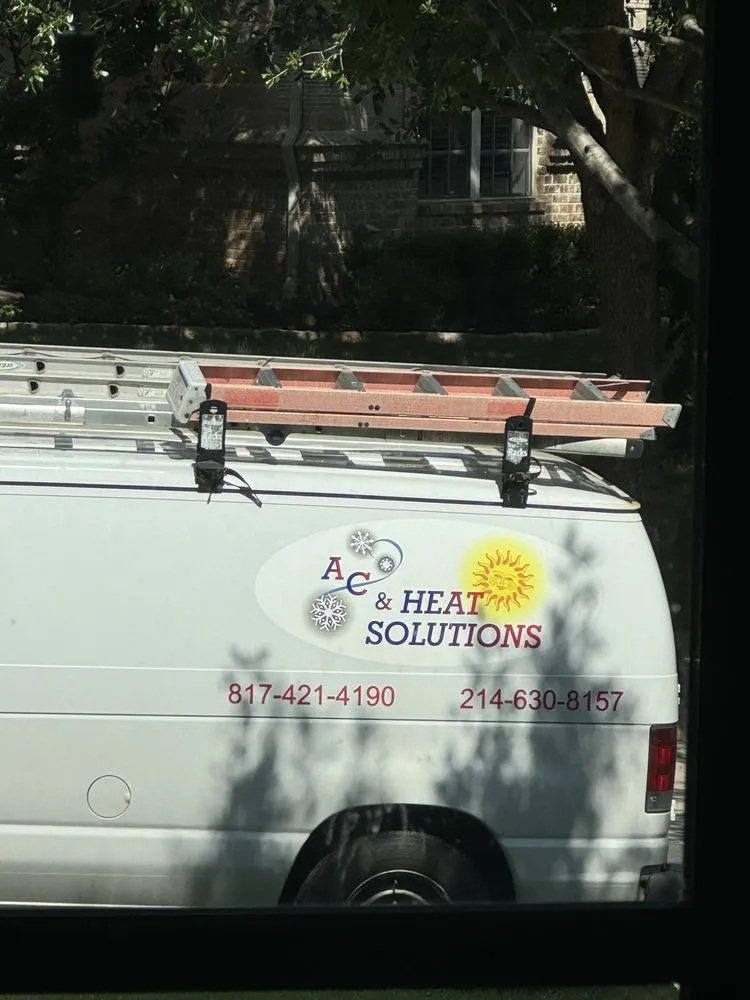 AC
& HEAT
SOLUTIONS
817-421-4190 214-630-8157